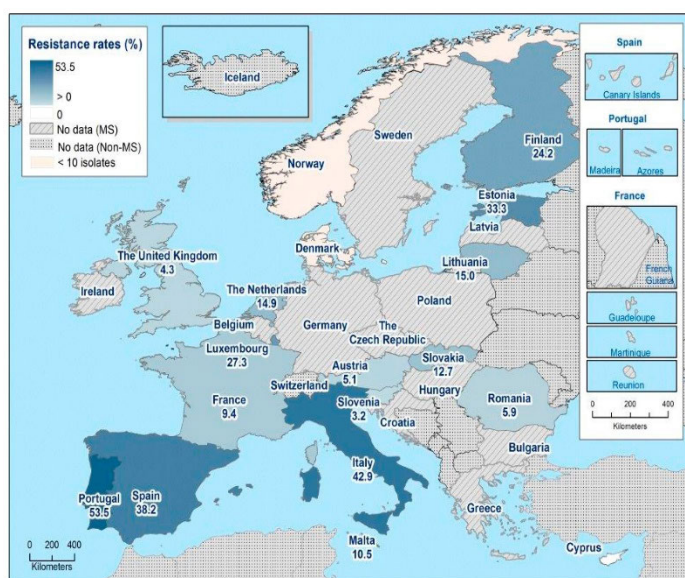 Resistance rates (%)
53.5
> 0
0
No data (MS)
No data (Non-MS)
< 10 isolates
Iceland
Norway
Sweden
Finland
24.2
Estonia
33.3
Latvia
Lithuania
15.0
Denmark
The United Kingdom
4.3
Ireland
The Netherlands
14.9
Belgium
Luxembourg
27.3
Germany
Poland
The
Czech Republic
Slovakia
12.7
Austria
5.1
Switzerland
Slovenia
3.2
Croatia
Hungary
Romania
5.9
France
9.4
Bulgaria
Italy
42.9
Portugal
53.5
Spain
38.2
Greece
Malta
10.5
Cyprus
0 200 400
Kilometers
Spain
Canary Islands
Portugal
Madeira
Azores
France
French
Guiana
Guadeloupe
Martinique
Reunion
0 200 400
Kilometers